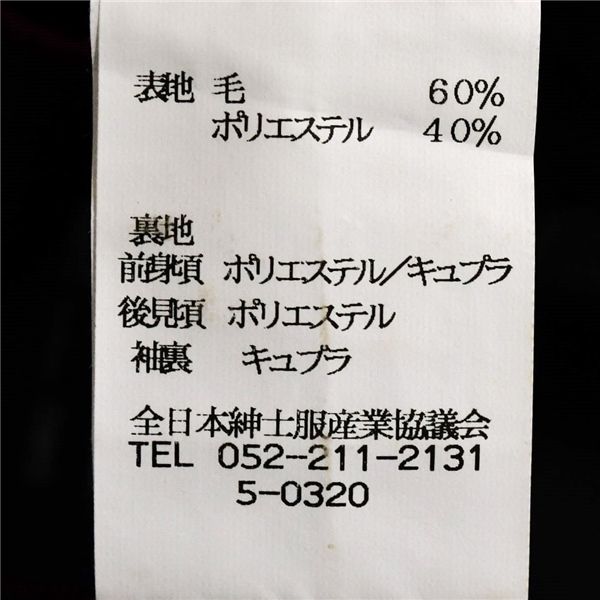 表地 毛 60%
ポリエステル 40%
裏地
前身頃 ポリエステル/キュプラ
後見頃 ポリエステル
袖裏 キュプラ
全日本紳士服産業協議会
TEL 052-211-2131
5-0320